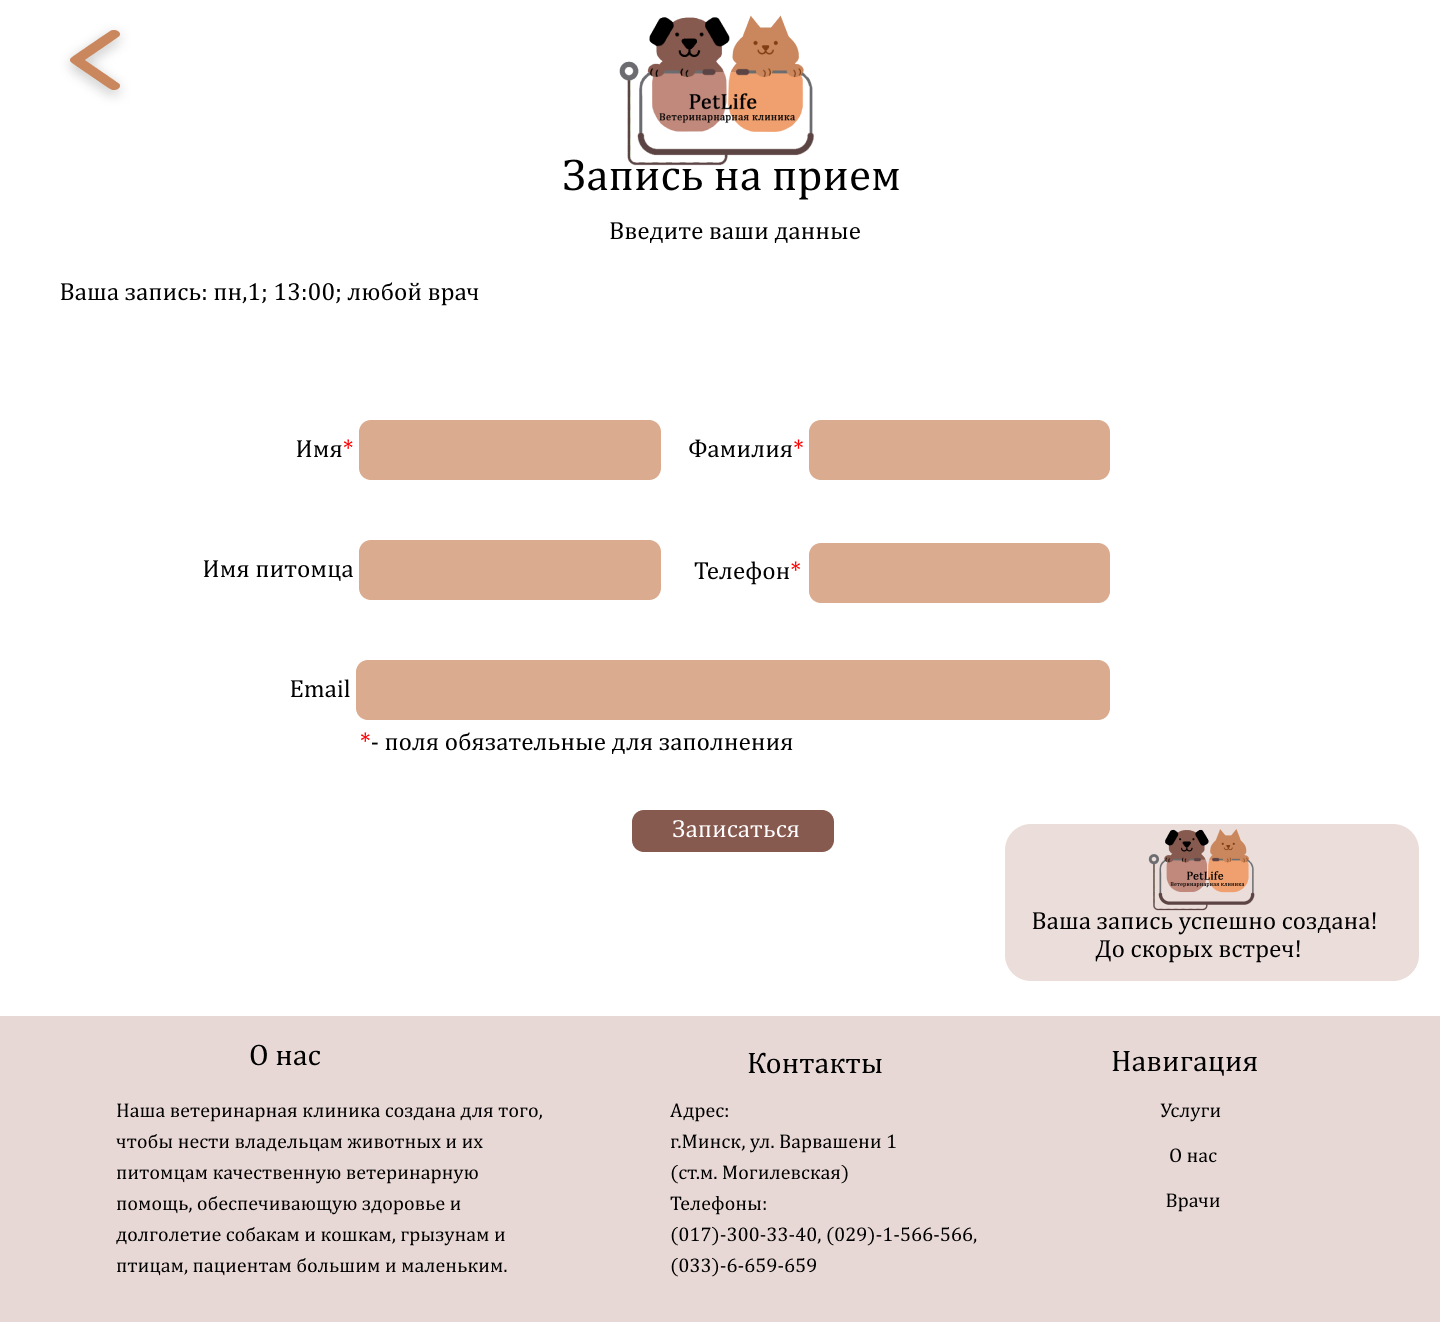 PetLife
Ветеринарнарная клиника
Запись на прием
Введите ваши данные
Ваша запись: пн,1; 13:00; любой врач
Имя*
Фамилия*
Имя питомца
Телефон*
Email
*- поля обязательные для заполнения
Записаться
PetLife
Ветеринарнарная клиника
Ваша запись успешно создана!
До скорых встреч!
О нас
Наша ветеринарная клиника создана для того,
чтобы нести владельцам животных и их
питомцам качественную ветеринарную
помощь, обеспечивающую здоровье и
долголетие собакам и кошкам, грызунам и
птицам, пациентам большим и маленьким.
Контакты
Адрес:
г.Минск, ул. Варвашени 1
(ст.м. Могилевская)
Телефоны:
(017)-300-33-40, (029)-1-566-566,
(033)-6-659-659
Навигация
Услуги
О нас
Врачи